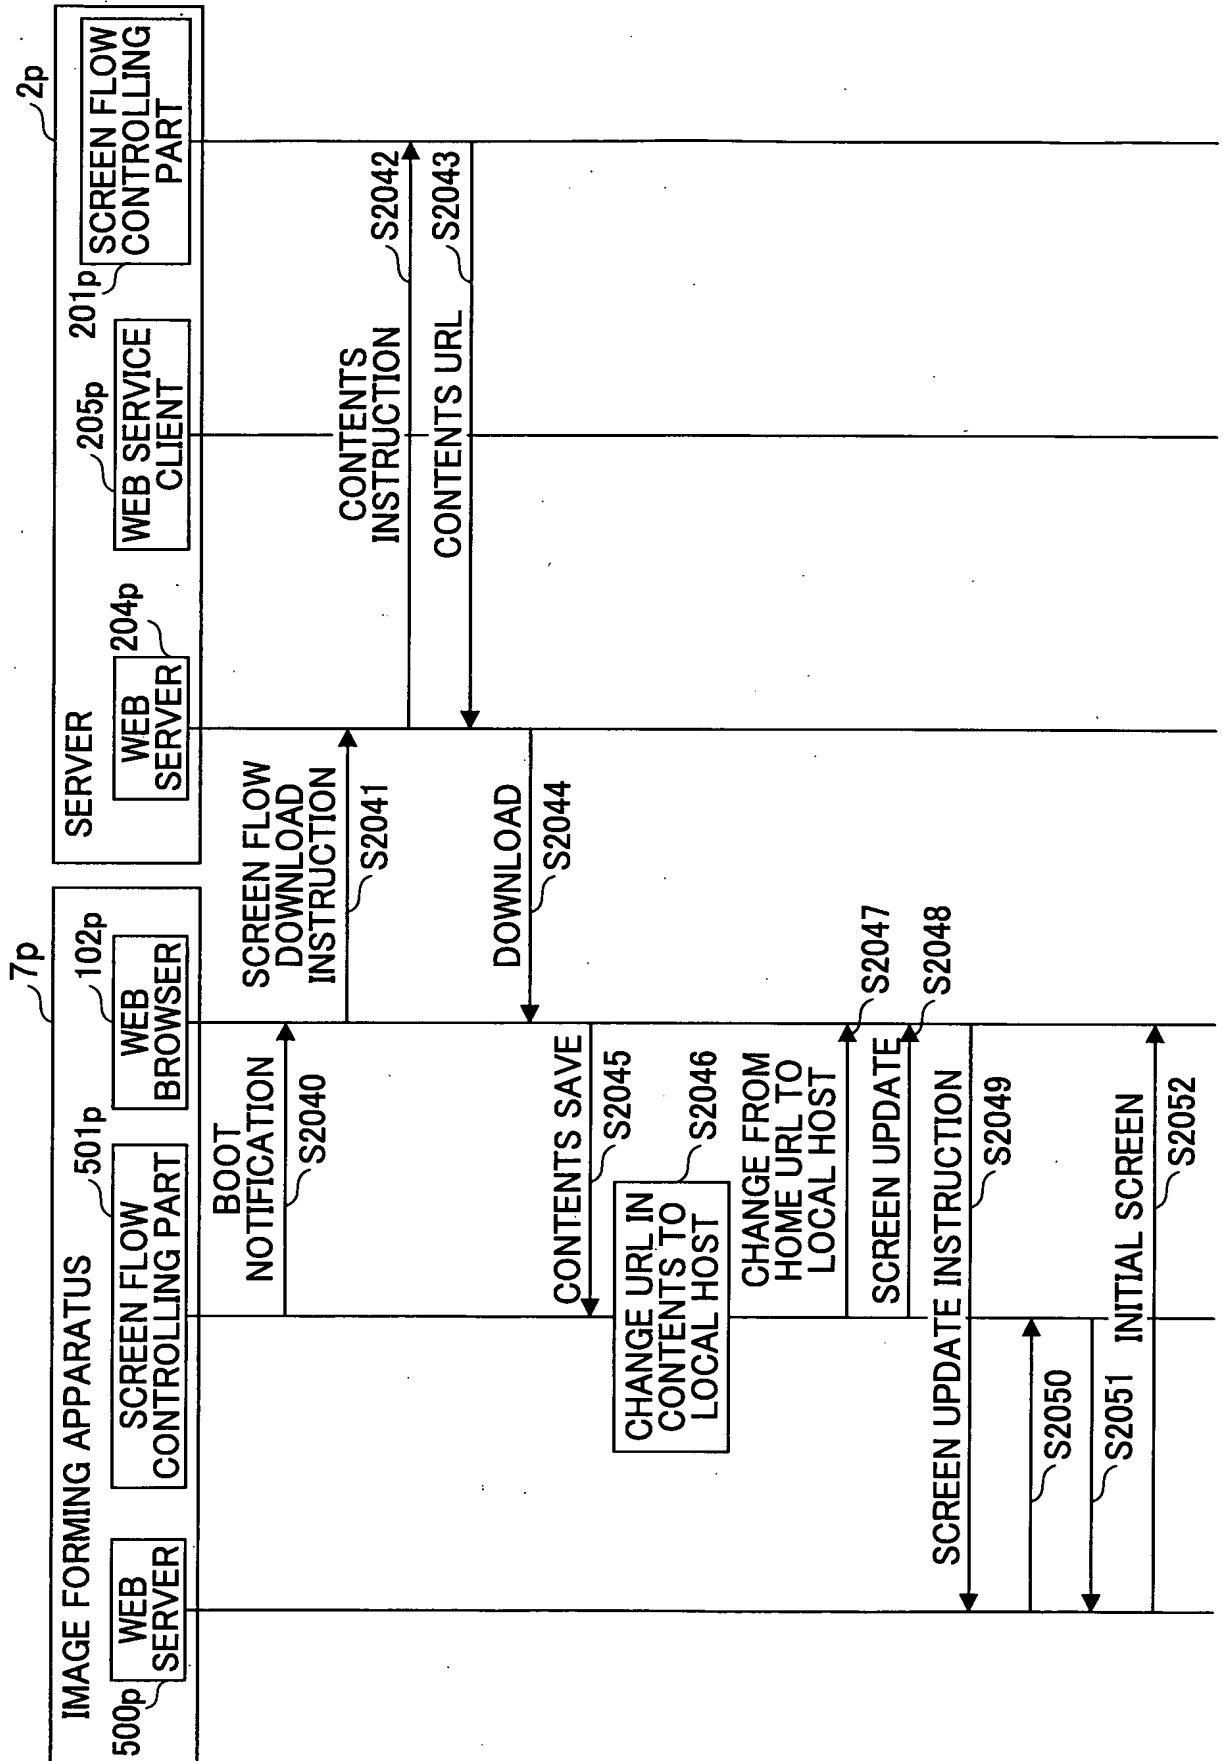 7p
2p
IMAGE FORMING APPARATUS
SERVER
500p
WEB
SERVER
SCREEN FLOW
CONTROLLING PART
501p
WEB
BROWSER
102p
WEB
SERVER
204p
WEB SERVICE
CLIENT
205p
201p
SCREEN FLOW
CONTROLLING
PART
BOOT
NOTIFICATION
S2040
SCREEN FLOW
DOWNLOAD
INSTRUCTION
S2041
CONTENTS
INSTRUCTION
S2042
CONTENTS URL
S2043
DOWNLOAD
S2044
CONTENTS SAVE
S2045
CHANGE URL IN
CONTENTS TO
LOCAL HOST
S2046
CHANGE FROM
HOME URL TO
LOCAL HOST
S2047
SCREEN UPDATE
S2048
SCREEN UPDATE INSTRUCTION
S2049
S2050
S2051
INITIAL SCREEN
S2052